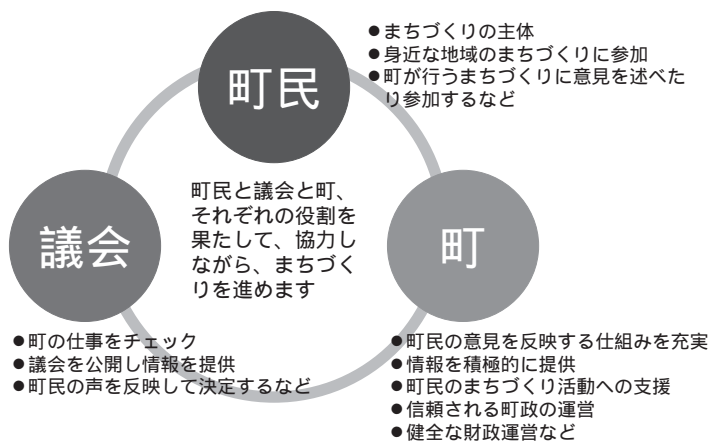 町民
●まちづくりの主体
●身近な地域のまちづくりに参加
●町が行うまちづくりに意見を述べた
り参加するなど
町民と議会と町、
それぞれの役割を
果たして、協力し
ながら、まちづく
りを進めます
議会
●町の仕事をチェック
●議会を公開し情報を提供
●町民の声を反映して決定するなど
町
●町民の意見を反映する仕組みを充実
●情報を積極的に提供
●町民のまちづくり活動への支援
●信頼される町政の運営
●健全な財政運営など